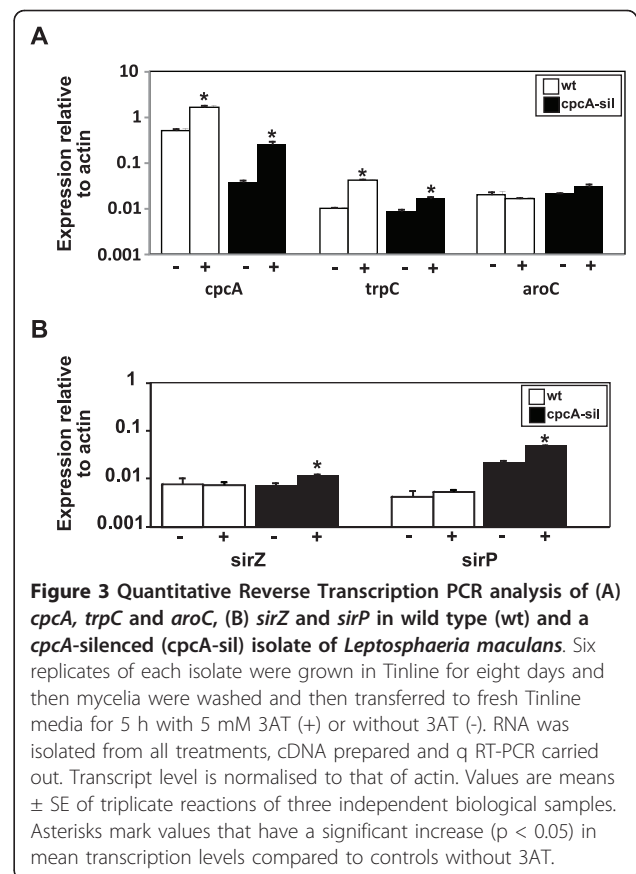 A
Expression relative
to actin
10
1
0.1
0.01
0.001
wt
cpcA-sil
* * * *
- + - + - + - + - + - +
cpcA trpC aroC
B
Expression relative
to actin
1
0.1
0.01
0.001
wt
cpcA-sil
* *
- + - + - + - +
sirZ sirP
Figure 3 Quantitative Reverse Transcription PCR analysis of (A)
cpcA, trpC and aroC, (B) sirZ and sirP in wild type (wt) and a
cpcA-silenced (cpcA-sil) isolate of Leptosphaeria maculans. Six
replicates of each isolate were grown in Tinline for eight days and
then mycelia were washed and then transferred to fresh Tinline
media for 5 h with 5 mM 3AT (+) or without 3AT (-). RNA was
isolated from all treatments, cDNA prepared and q RT-PCR carried
out. Transcript level is normalised to that of actin. Values are means
± SE of triplicate reactions of three independent biological samples.
Asterisks mark values that have a significant increase (p < 0.05) in
mean transcription levels compared to controls without 3AT.